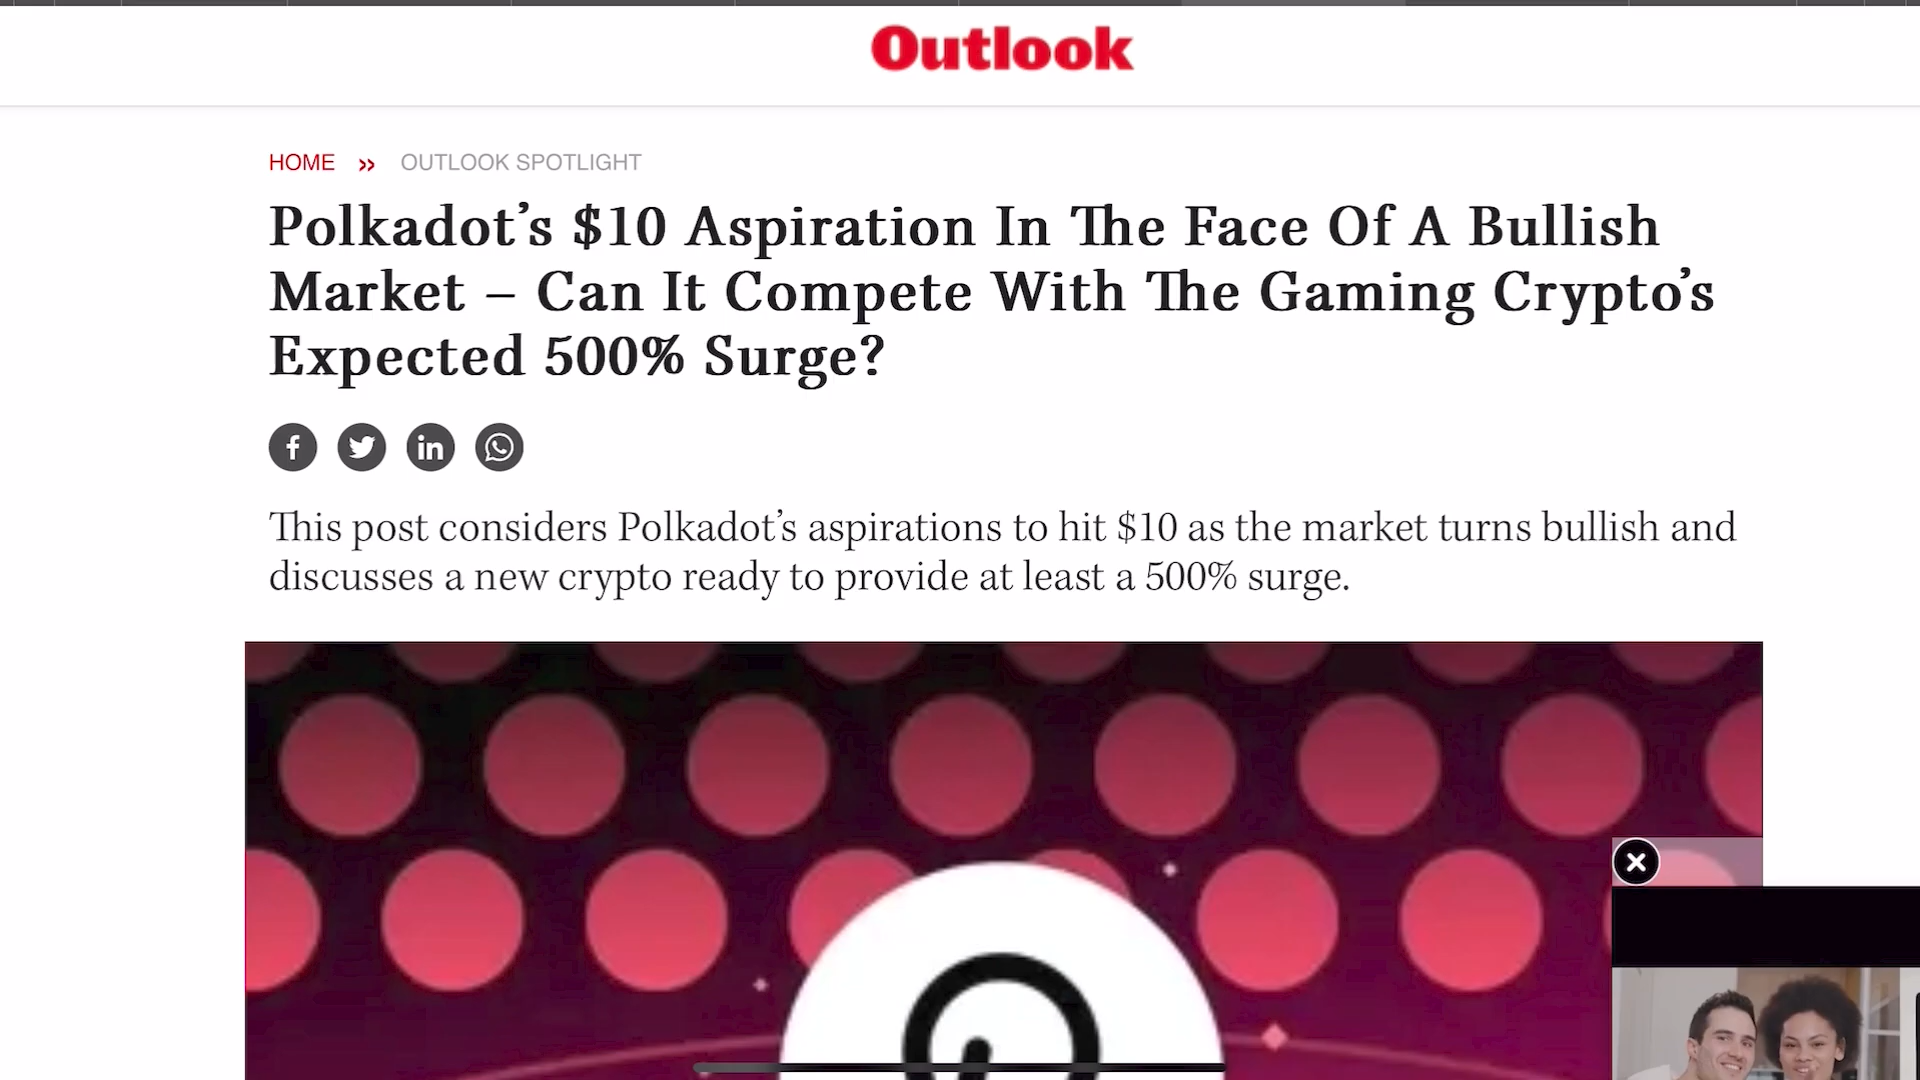 Outlook
HOME » OUTLOOK SPOTLIGHT
Polkadot’s $10 Aspiration In The Face Of A Bullish
Market – Can It Compete With The Gaming Crypto’s
Expected 500% Surge?
This post considers Polkadot’s aspirations to hit $10 as the market turns bullish and
discusses a new crypto ready to provide at least a 500% surge.